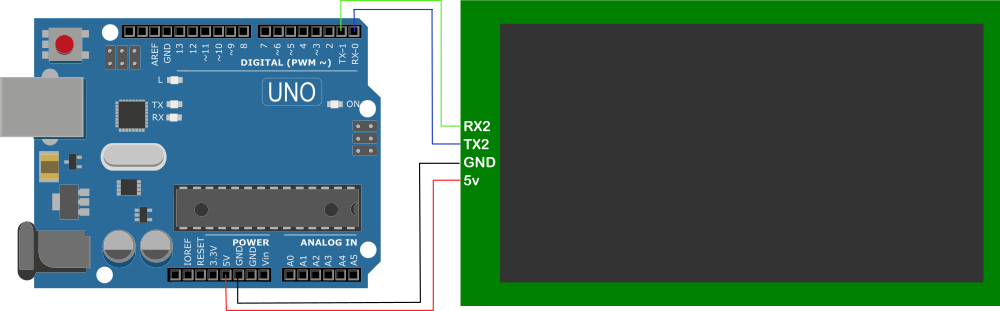 AREF
GND
13
12
~11
~10
~9
8
7
~6
~5
4
~3
2
TX-1
RX-0
DIGITAL (PWM ~)
L
TX
RX
UNO
ON
RX2
TX2
GND
5v
POWER
ANALOG IN
IOREF
RESET
3.3V
5V
GND
GND
Vin
A0
A1
A2
A3
A4
A5